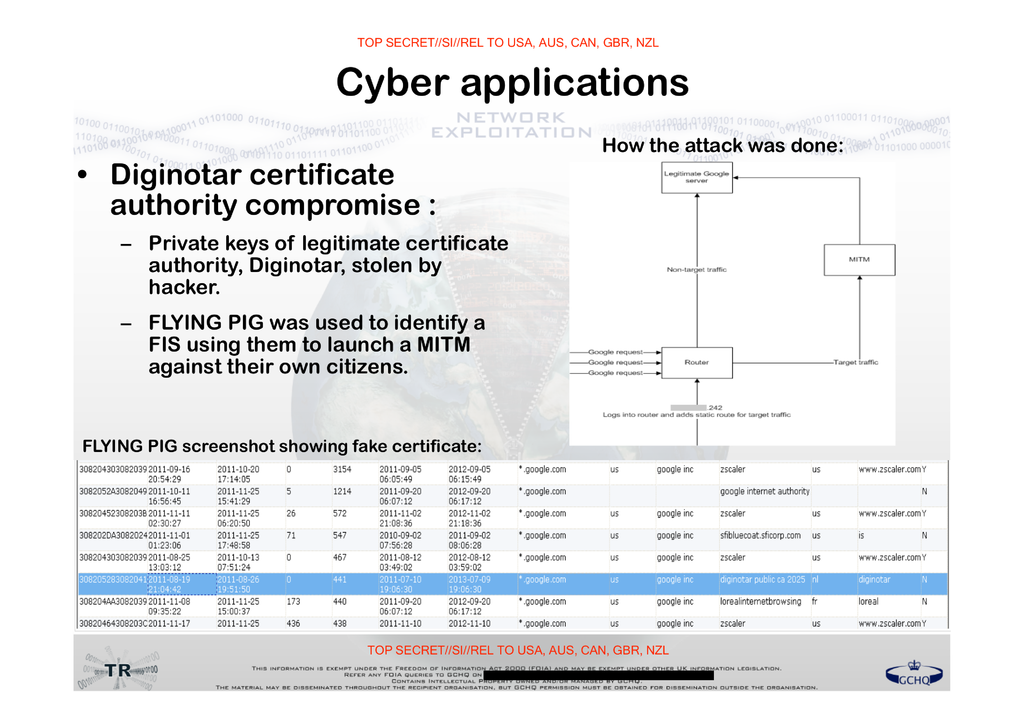 TOP SECRET//SI//REL TO USA, AUS, CAN, GBR, NZL
Cyber applications
NETWORK
EXPLOITATION
How the attack was done:
• Diginotar certificate
authority compromise :
– Private keys of legitimate certificate
authority, Diginotar, stolen by
hacker.
– FLYING PIG was used to identify a
FIS using them to launch a MITM
against their own citizens.
Legitimate Google
server
MITM
Non-target traffic
Google request
Google request
Google request
Router
Target traffic
.242
Logs into router and adds static route for target traffic
FLYING PIG screenshot showing fake certificate:
308204303082039 2011-09-16 20:54:29 2011-10-20 17:14:05 0 3154 2011-09-05 06:05:49 2012-09-05 06:15:49 *.google.com us google inc zscaler us www.zscaler.com Y
3082052A3082049 2011-10-11 16:56:45 2011-11-25 15:41:29 5 1214 2011-09-20 06:07:12 2012-09-20 06:17:12 *.google.com google internet authority N
30820452308203B 2011-11-11 02:30:27 2011-11-25 06:20:50 26 572 2011-11-02 21:08:36 2012-11-02 21:18:36 *.google.com us google inc zscaler us www.zscaler.com Y
308202DA3082024 2011-11-01 01:23:06 2011-11-25 17:48:58 71 547 2010-09-02 07:56:28 2011-09-02 08:06:28 *.google.com us google inc sfibluecoat.sficorp.com us is N
308204303082039 2011-08-25 13:03:12 2011-10-13 07:51:24 0 467 2011-08-12 03:49:02 2012-08-12 03:59:02 *.google.com us google inc zscaler us www.zscaler.com Y
308205283082041 2011-08-19 21:04:42 2011-08-26 19:51:50 0 441 2011-07-10 19:06:30 2013-07-09 19:06:30 *.google.com us google inc diginotar public ca 2025 nl diginotar N
308204AA3082039 2011-11-08 09:35:22 2011-11-25 15:00:37 173 440 2011-09-20 06:07:12 2012-09-20 06:17:12 *.google.com us google inc lorealinternetbrowsing fr loreal N
30820464308203C 2011-11-17 2011-11-25 436 438 2011-11-10 2012-11-10 *.google.com us google inc zscaler us www.zscaler.com Y
TOP SECRET//SI//REL TO USA, AUS, CAN, GBR, NZL
THIS INFORMATION IS EXEMPT UNDER THE FREEDOM OF INFORMATION ACT 2000 (FOIA) AND MAY BE EXEMPT UNDER OTHER UK INFORMATION LEGISLATION.
REFER ANY FOIA QUERIES TO GCHQ ON
CONTAINS INTELLECTUAL PROPERTY OWNED AND/OR MANAGED BY GCHQ.
THE MATERIAL MAY BE DISSEMINATED THROUGHOUT THE RECIPIENT ORGANISATION, BUT GCHQ PERMISSION MUST BE OBTAINED FOR DISSEMINATION OUTSIDE THE ORGANISATION.
TR
GCHQ